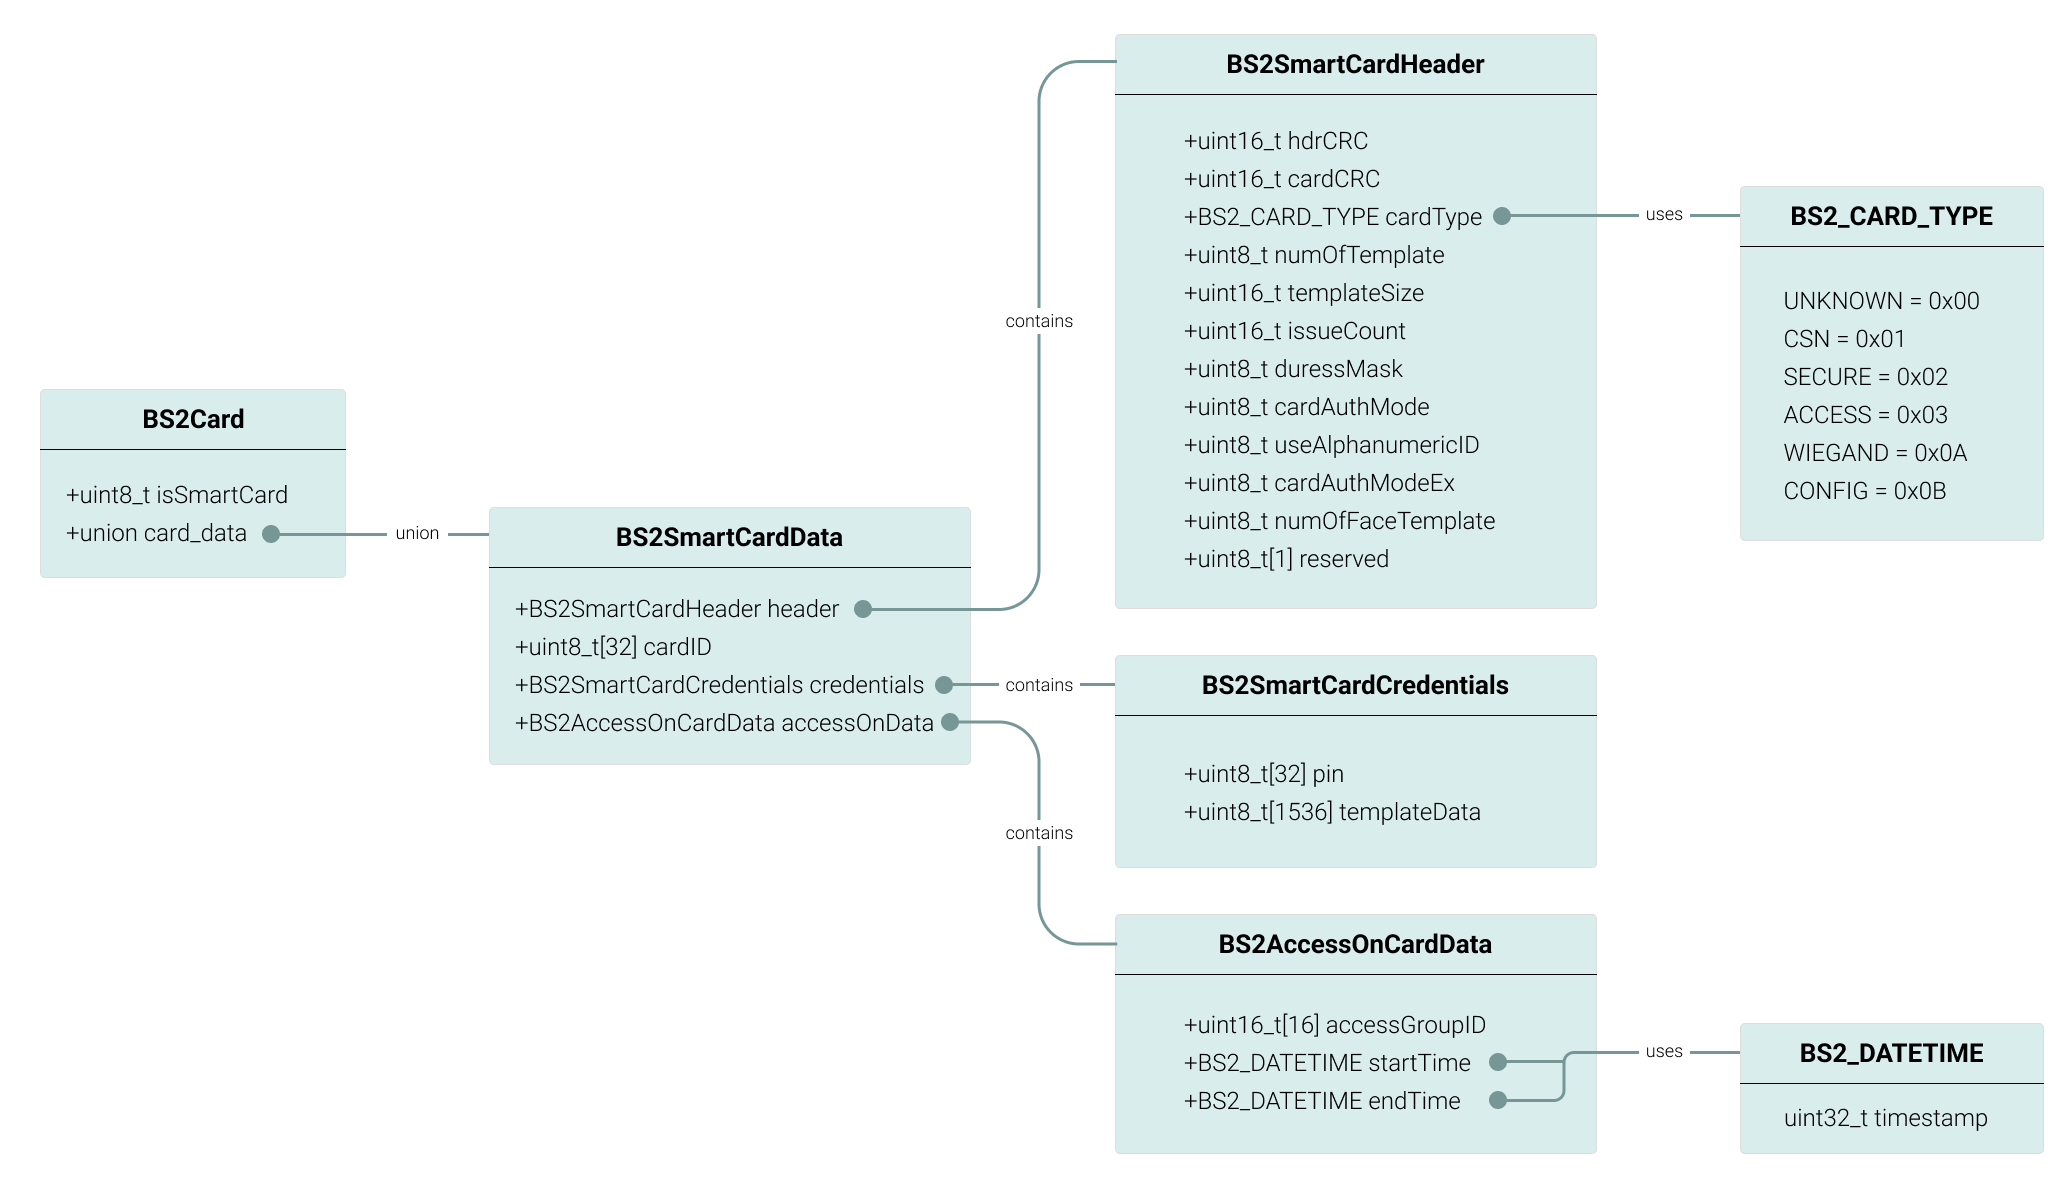 BS2Card
+uint8_t isSmartCard
+union card_data
union
BS2SmartCardData
+BS2SmartCardHeader header
+uint8_t[32] cardID
+BS2SmartCardCredentials credentials
+BS2AccessOnCardData accessOnData
contains
contains
contains
BS2SmartCardHeader
+uint16_t hdrCRC
+uint16_t cardCRC
+BS2_CARD_TYPE cardType
+uint8_t numOfTemplate
+uint16_t templateSize
+uint16_t issueCount
+uint8_t duressMask
+uint8_t cardAuthMode
+uint8_t useAlphanumericID
+uint8_t cardAuthModeEx
+uint8_t numOfFaceTemplate
+uint8_t[1] reserved
uses
BS2_CARD_TYPE
UNKNOWN = 0x00
CSN = 0x01
SECURE = 0x02
ACCESS = 0x03
WIEGAND = 0x0A
CONFIG = 0x0B
BS2SmartCardCredentials
+uint8_t[32] pin
+uint8_t[1536] templateData
BS2AccessOnCardData
+uint16_t[16] accessGroupID
+BS2_DATETIME startTime
+BS2_DATETIME endTime
uses
BS2_DATETIME
uint32_t timestamp